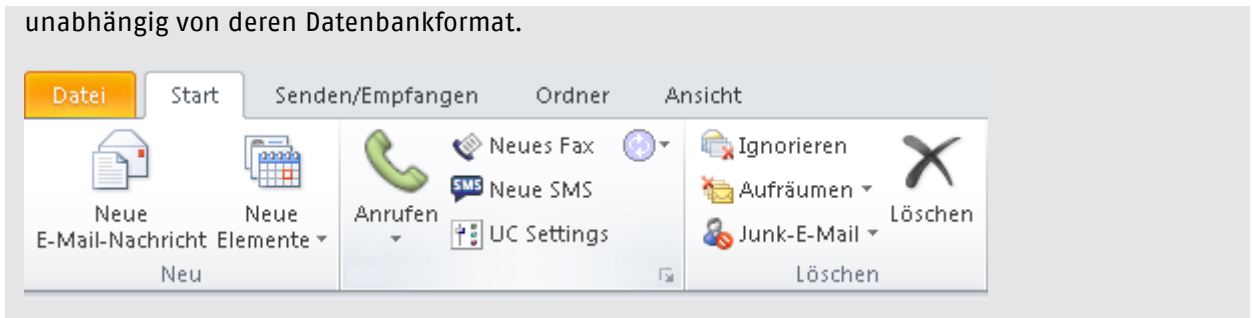 unabhängig von deren Datenbankformat.
Datei Start Senden/Empfangen Ordner Ansicht
Neue E-Mail-Nachricht
Neue Elemente
Neu
Anrufen
Neues Fax
SMS Neue SMS
UC Settings
Ignorieren
Aufräumen
Junk-E-Mail
Löschen
Löschen